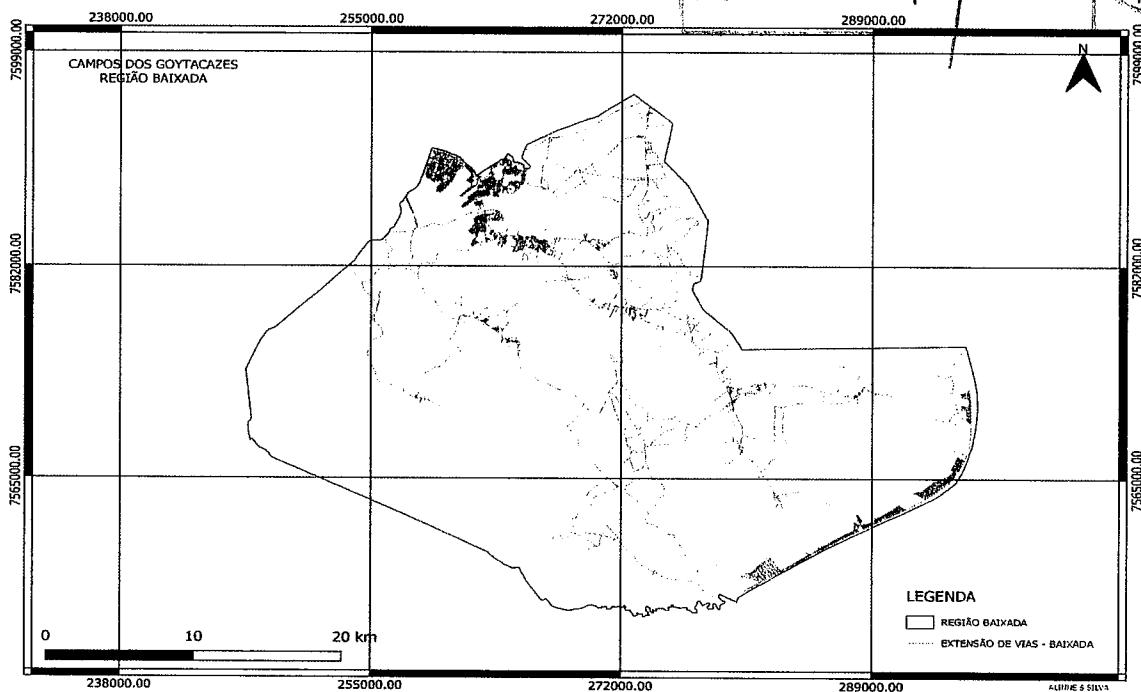 238000.00 255000.00 272000.00 289000.00
7599000.00 7599000.00
CAMPOS DOS GOYTACAZES
REGIÃO BAIXADA
N
7582000.00 7582000.00
7565000.00 7565000.00
LEGENDA
REGIÃO BAIXADA
EXTENSÃO DE VIAS - BAIXADA
0 10 20 km
238000.00 255000.00 272000.00 289000.00